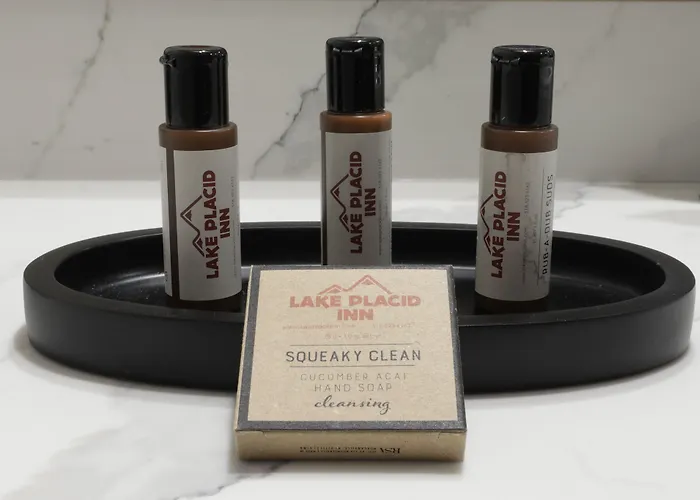 LAKE PLACID
INN
LAKE PLACID
INN
LAKE PLACID
INN
RUB-A-DUB SUDS
LAKE PLACID
INN
SQUEAKY CLEAN
CUCUMBER ACAI
HAND SOAP
cleansing